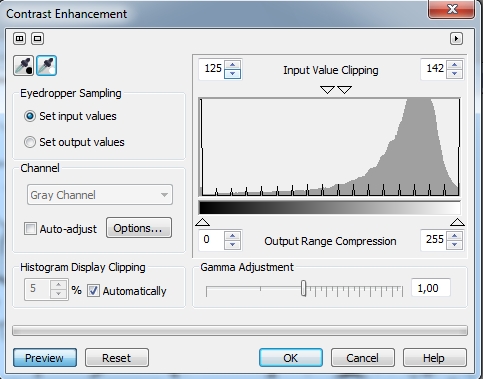 Contrast Enhancement
125 Input Value Clipping 142
Eyedropper Sampling
Set input values
Set output values
Channel
Gray Channel
Auto-adjust Options...
0 Output Range Compression 255
Histogram Display Clipping
5 % Automatically
Gamma Adjustment
1,00
Preview Reset OK Cancel Help